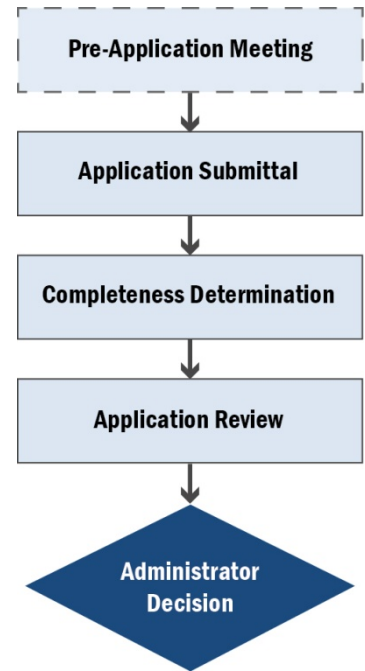 Pre-Application Meeting
Application Submittal
Completeness Determination
Application Review
Administrator
Decision